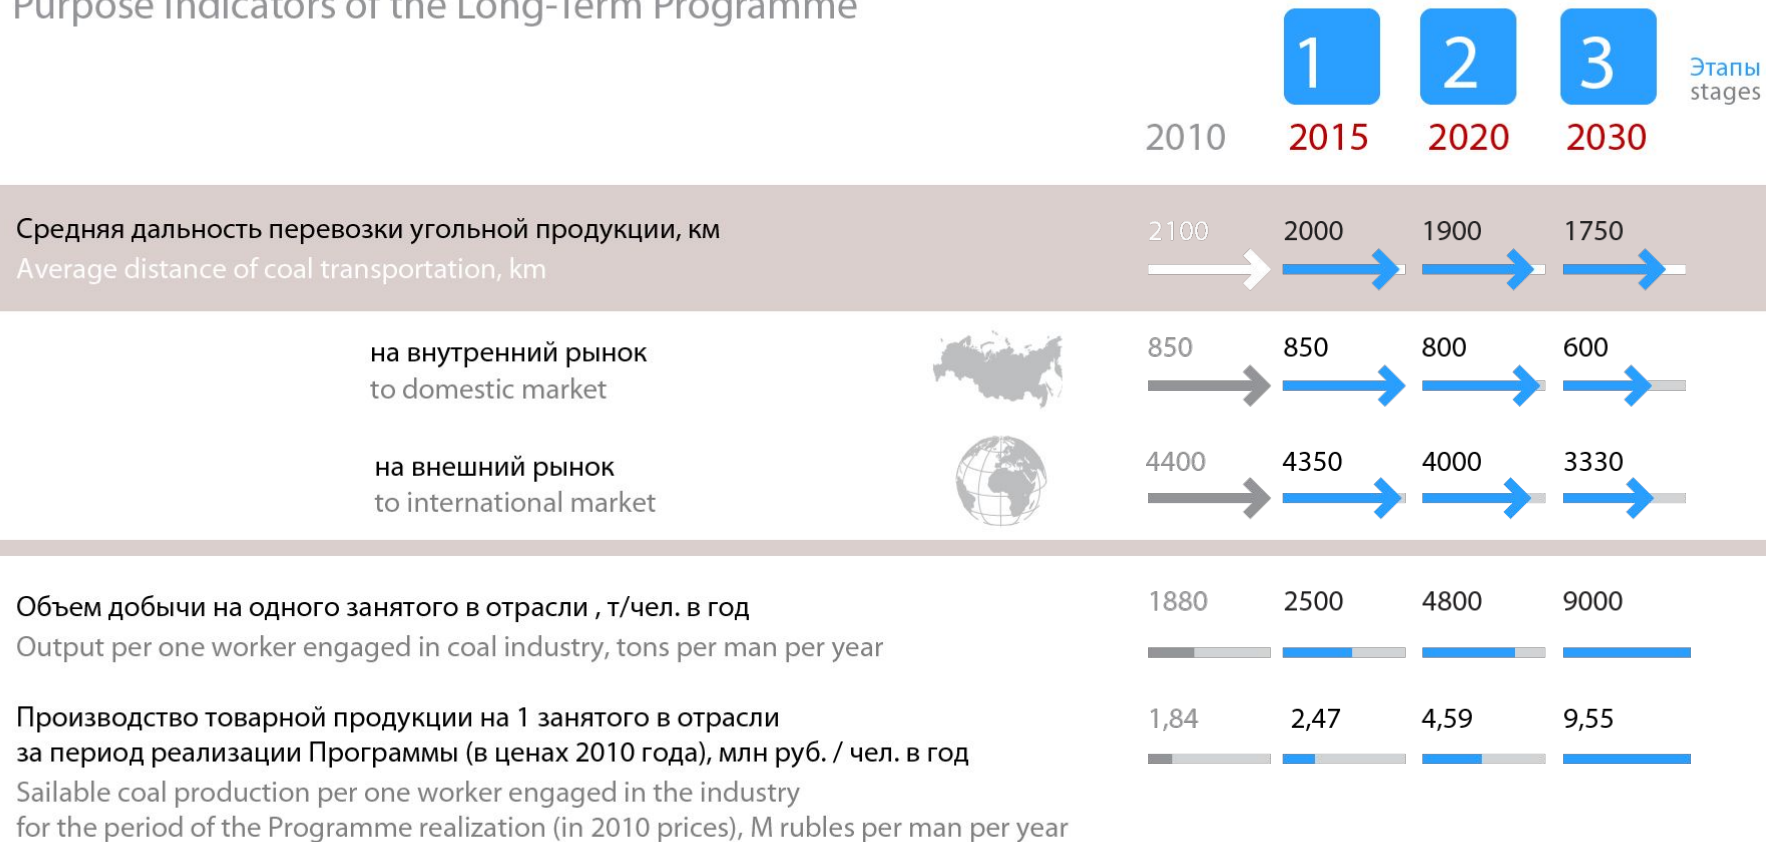 Purpose Indicators of the Long-Term Programme
1 2 3
Этапы
stages
2010 2015 2020 2030
Средняя дальность перевозки угольной продукции, км
Average distance of coal transportation, km
2100 2000 1900 1750
на внутренний рынок
to domestic market
850 850 800 600
на внешний рынок
to international market
4400 4350 4000 3330
Объем добычи на одного занятого в отрасли , т/чел. в год
Output per one worker engaged in coal industry, tons per man per year
1880 2500 4800 9000
Производство товарной продукции на 1 занятого в отрасли
за период реализации Программы (в ценах 2010 года), млн руб. / чел. в год
1,84 2,47 4,59 9,55
Sailable coal production per one worker engaged in the industry
for the period of the Programme realization (in 2010 prices), M rubles per man per year